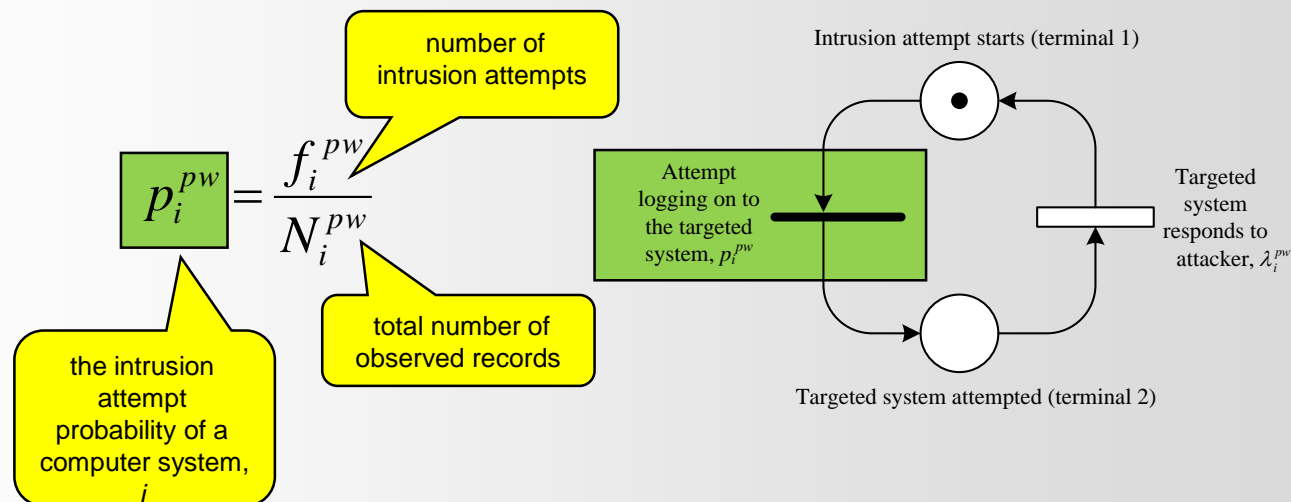 number of
intrusion attempts
p_i^{pw} = f_i^{pw} / N_i^{pw}
total number of
observed records
the intrusion
attempt
probability of a
computer system,
i
Intrusion attempt starts (terminal 1)
Attempt
logging on to
the targeted
system, p_i^{pw}
Targeted
system
responds to
attacker, λ_i^{pw}
Targeted system attempted (terminal 2)